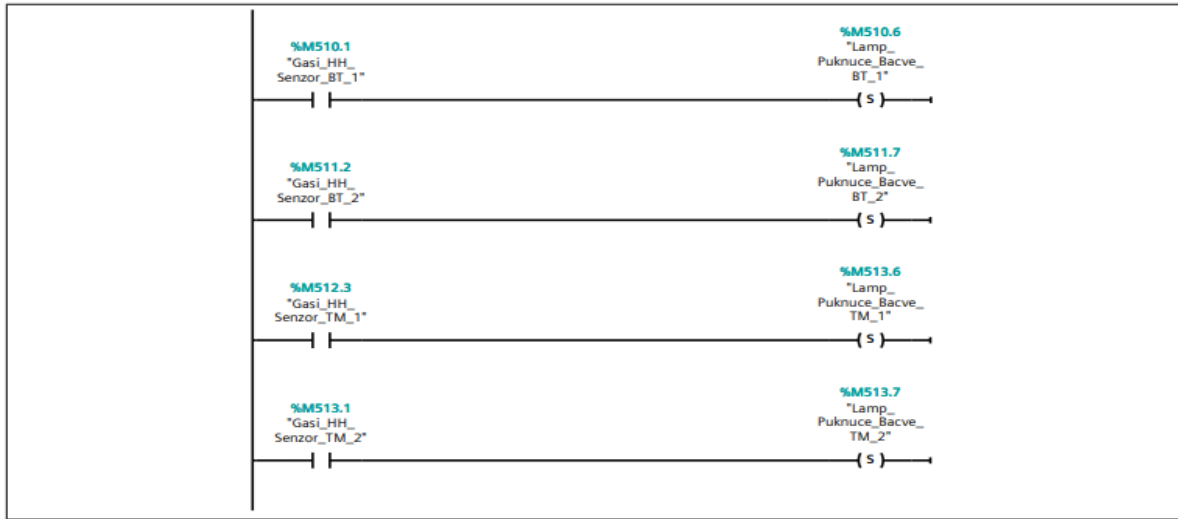 %M510.1
"Gasi_HH_
Senzor_BT_1"
%M510.6
"Lamp_
Puknuce_Bacve_
BT_1"
S
%M511.2
"Gasi_HH_
Senzor_BT_2"
%M511.7
"Lamp_
Puknuce_Bacve_
BT_2"
S
%M512.3
"Gasi_HH_
Senzor_TM_1"
%M513.6
"Lamp_
Puknuce_Bacve_
TM_1"
S
%M513.1
"Gasi_HH_
Senzor_TM_2"
%M513.7
"Lamp_
Puknuce_Bacve_
TM_2"
S